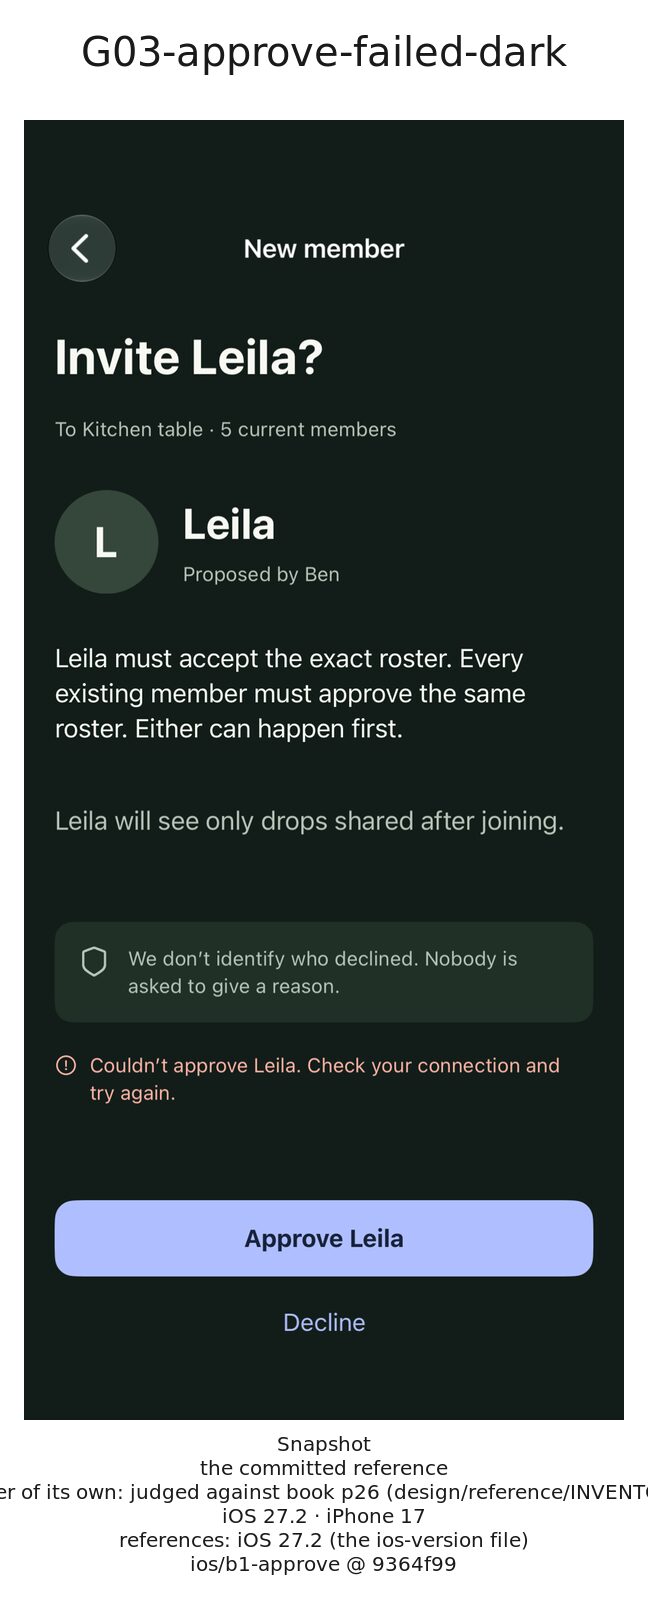 G03-approve-failed-dark
New member
Invite Leila?
To Kitchen table · 5 current members
L
Leila
Proposed by Ben
Leila must accept the exact roster. Every
existing member must approve the same
roster. Either can happen first.
Leila will see only drops shared after joining.
We don’t identify who declined. Nobody is
asked to give a reason.
Couldn’t approve Leila. Check your connection and
try again.
Approve Leila
Decline
Snapshot
the committed reference
of its own: judged against book p26
iOS 27.2 · iPhone 17
references: iOS 27.2 (the ios-version file)
ios/b1-approve @ 9364f99